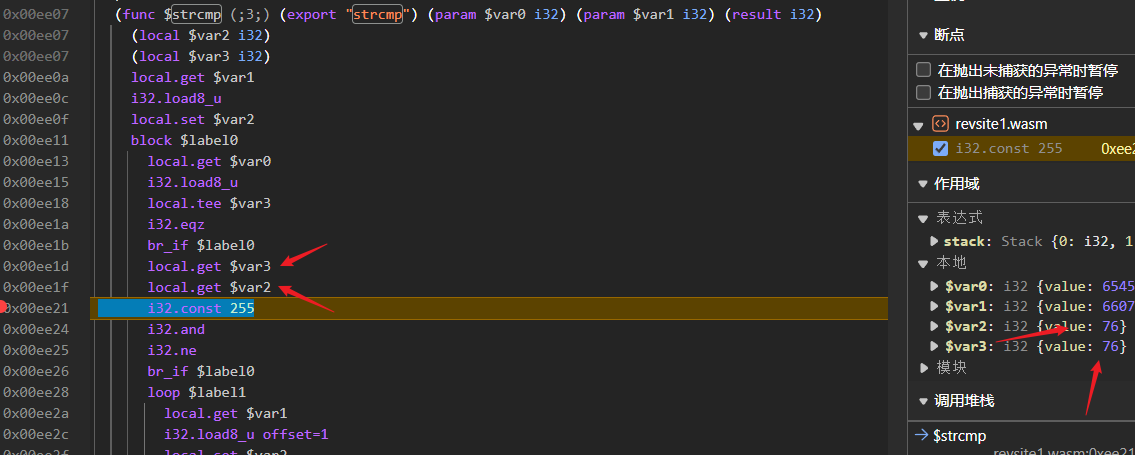 0x00ee07 (func $strcmp (;3;) (export "strcmp") (param $var0 i32) (param $var1 i32) (result i32)
0x00ee07 (local $var2 i32)
0x00ee07 (local $var3 i32)
0x00ee0a local.get $var1
0x00ee0c i32.load8_u
0x00ee0f local.set $var2
0x00ee11 block $label0
0x00ee13 local.get $var0
0x00ee15 i32.load8_u
0x00ee18 local.tee $var3
0x00ee1a i32.eqz
0x00ee1b br_if $label0
0x00ee1d local.get $var3
0x00ee1f local.get $var2
0x00ee21 i32.const 255
0x00ee24 i32.and
0x00ee25 i32.ne
0x00ee26 br_if $label0
0x00ee28 loop $label1
0x00ee2a local.get $var1
0x00ee2c i32.load8_u offset=1
0x00ee2f local.set $var2
断点
在抛出未捕获的异常时暂停
在抛出捕获的异常时暂停
revsite1.wasm
i32.const 255 0xee2
作用域
表达式
stack: Stack {0: i32, 1
本地
$var0: i32 {value: 6545
$var1: i32 {value: 6607
$var2: i32 {value: 76}
$var3: i32 {value: 76}
模块
调用堆栈
$strcmp
revsite1.wasm:0xee21